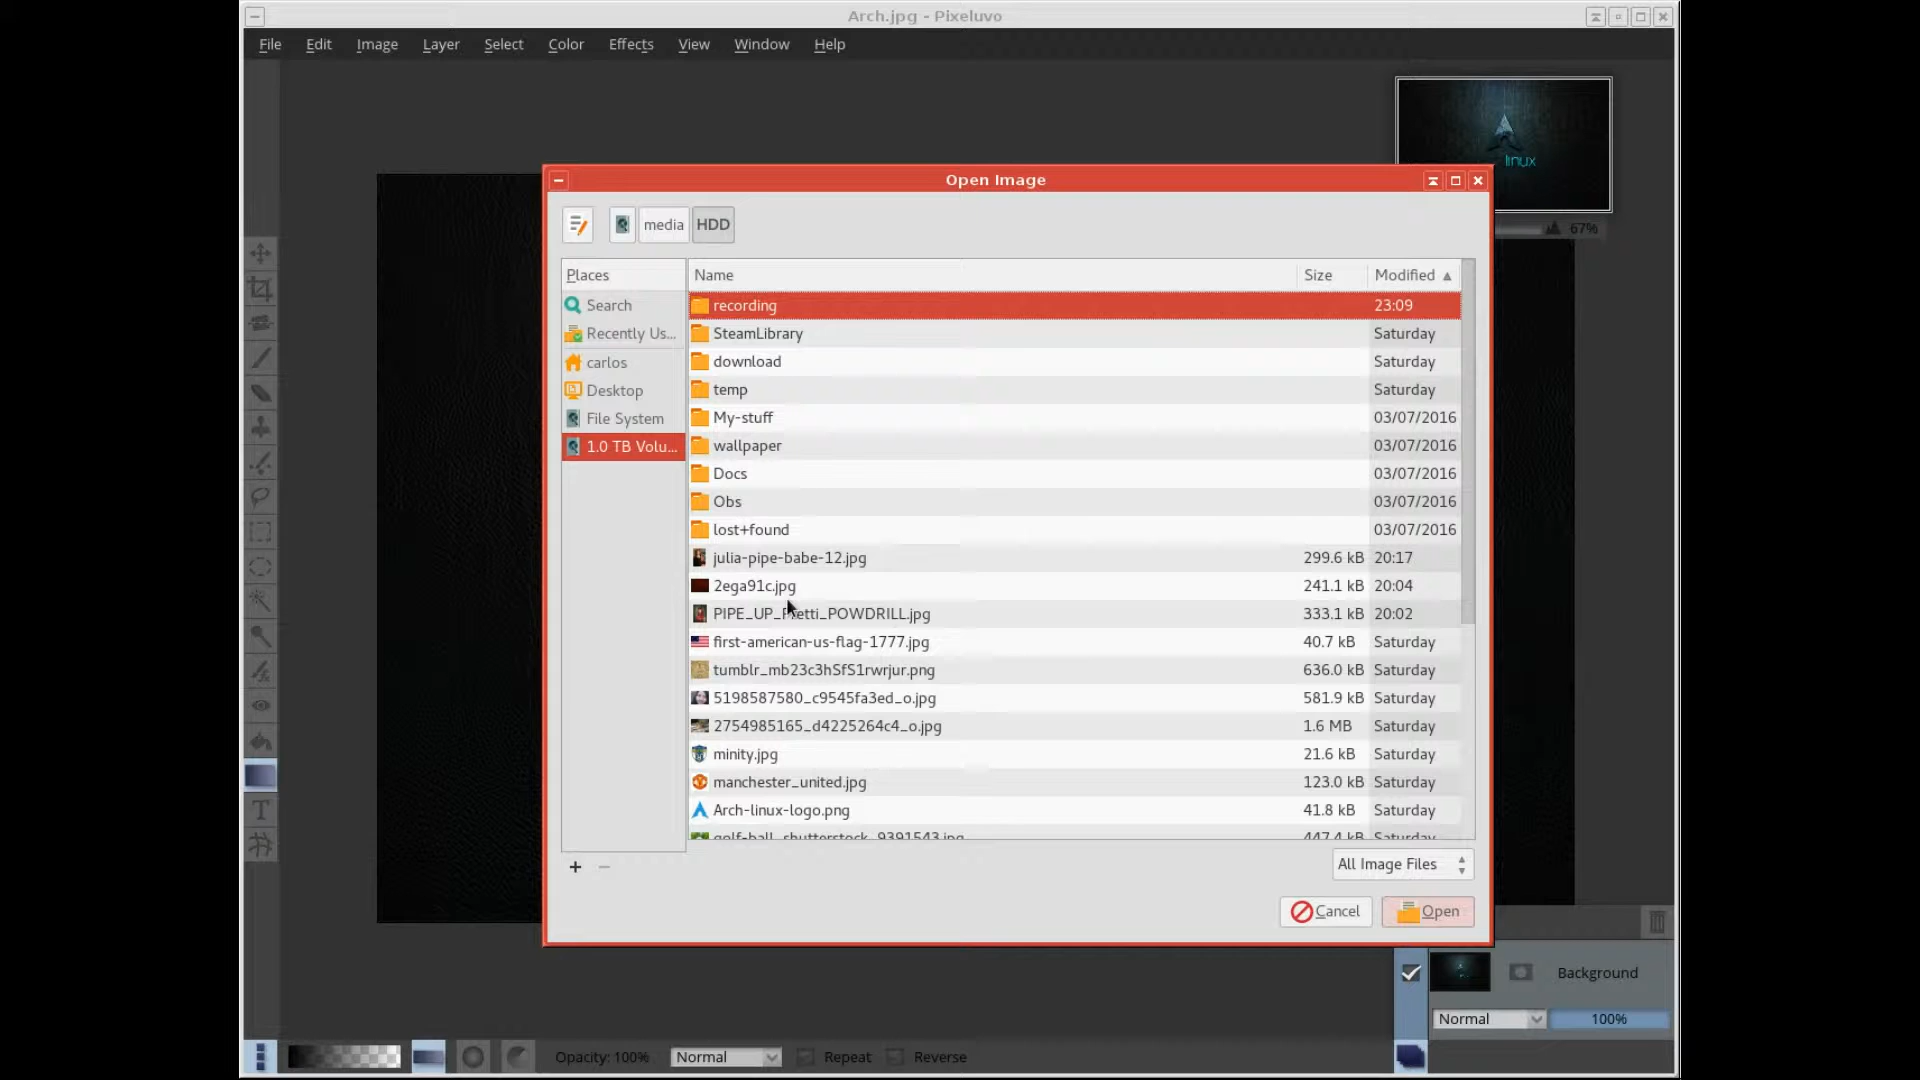 Arch.jpg - Pixeluvo
File Edit Image Layer Select Color Effects View Window Help
linux
67%
Open Image
media HDD
Places Name Size Modified
Search
Recently Us...
carlos
Desktop
File System
1.0 TB Volu...
recording 23:09
SteamLibrary Saturday
download Saturday
temp Saturday
My-stuff 03/07/2016
wallpaper 03/07/2016
Docs 03/07/2016
Obs 03/07/2016
lost+found 03/07/2016
julia-pipe-babe-12.jpg 299.6 kB 20:17
2ega91c.jpg 241.1 kB 20:04
333.1 kB 20:02
first-american-us-flag-1777.jpg 40.7 kB Saturday
tumblr_mb23c3hSfS1rwrjur.png 636.0 kB Saturday
5198587580_c9545fa3ed_o.jpg 581.9 kB Saturday
2754985165_d4225264c4_o.jpg 1.6 MB Saturday
minity.jpg 21.6 kB Saturday
manchester_united.jpg 123.0 kB Saturday
Arch-linux-logo.png 41.8 kB Saturday
golf-ball_shutterstock_9391543.jpg 447.4 kB Saturday
All Image Files
Cancel Open
Background
Normal 100%
Opacity: 100% Normal Repeat Reverse